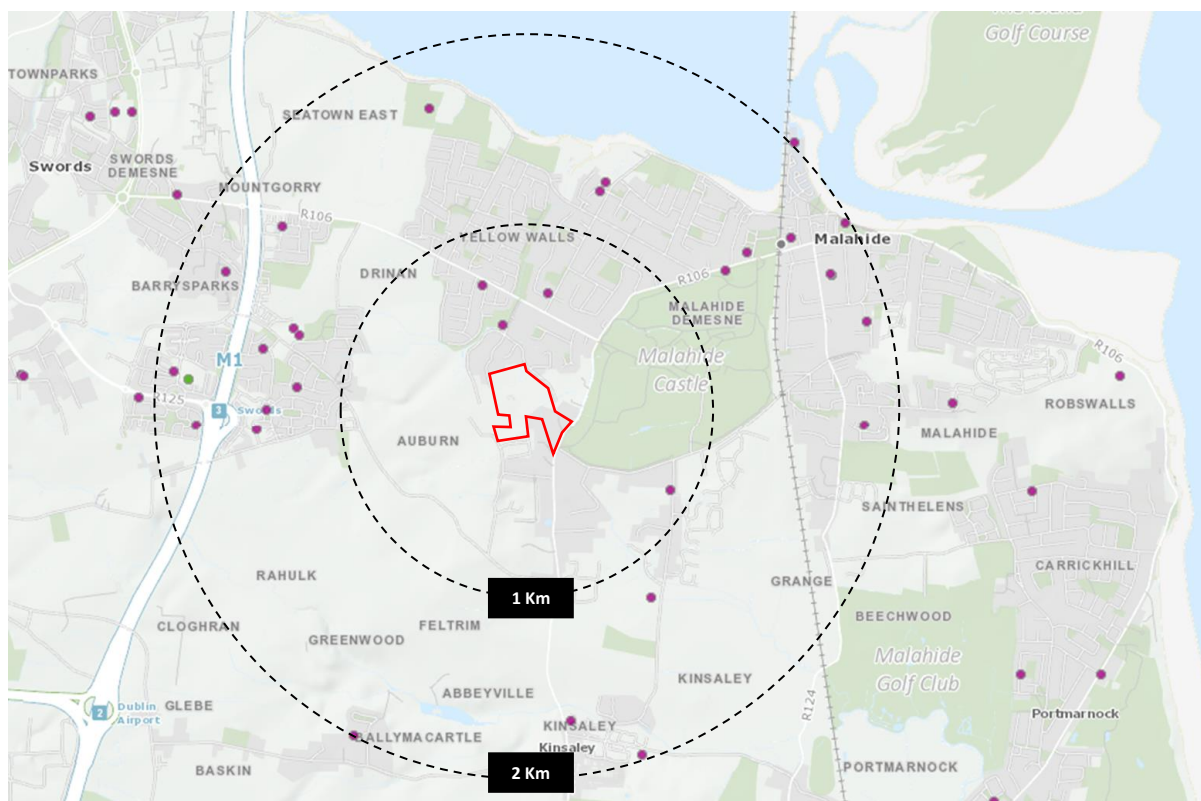 Golf Course
TOWNPARKS
SEATOWN EAST
Swords
SWORDS
DEMESNE
MOUNTGORRY
R106
YELLOW WALLS
Malahide
DRINAN
R106
BARRYSPARKS
MALAHIDE
DEMESNE
M1
Malahide
Castle
R106
R125
3
Swords
ROBSWALLS
AUBURN
MALAHIDE
SAINTHELENS
RAHULK
GRANGE
CARRICKHILL
1 Km
CLOGHRAN
FELTRIM
BEECHWOOD
GREENWOOD
Malahide
Golf Club
KINSALEY
ABBEYVILLE
R124
2
Dublin
Airport
GLEBE
KINSALEY
Kinsaley
Portmarnock
BALLYMACARTLE
BASKIN
2 Km
PORTMARNOCK